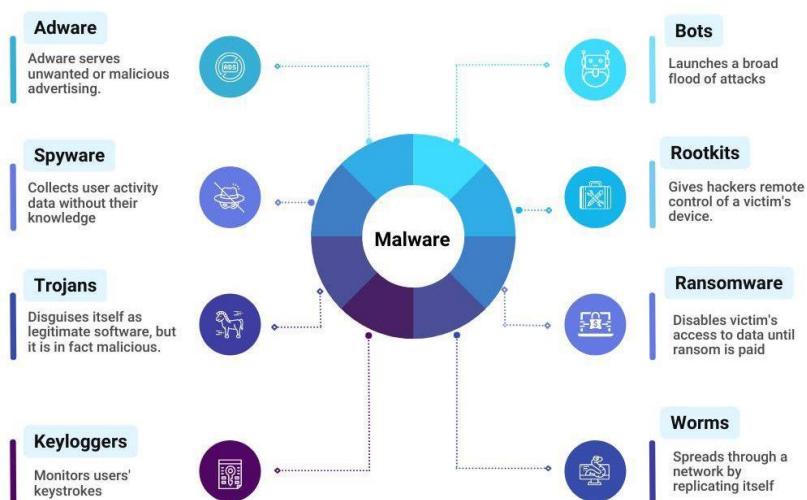 Adware
Adware serves
unwanted or malicious
advertising.
ADS
Spyware
Collects user activity
data without their
knowledge
Trojans
Disguises itself as
legitimate software, but
it is in fact malicious.
Keyloggers
Monitors users'
keystrokes
Malware
Bots
Launches a broad
flood of attacks
Rootkits
Gives hackers remote
control of a victim's
device.
Ransomware
Disables victim's
access to data until
ransom is paid
Worms
Spreads through a
network by
replicating itself